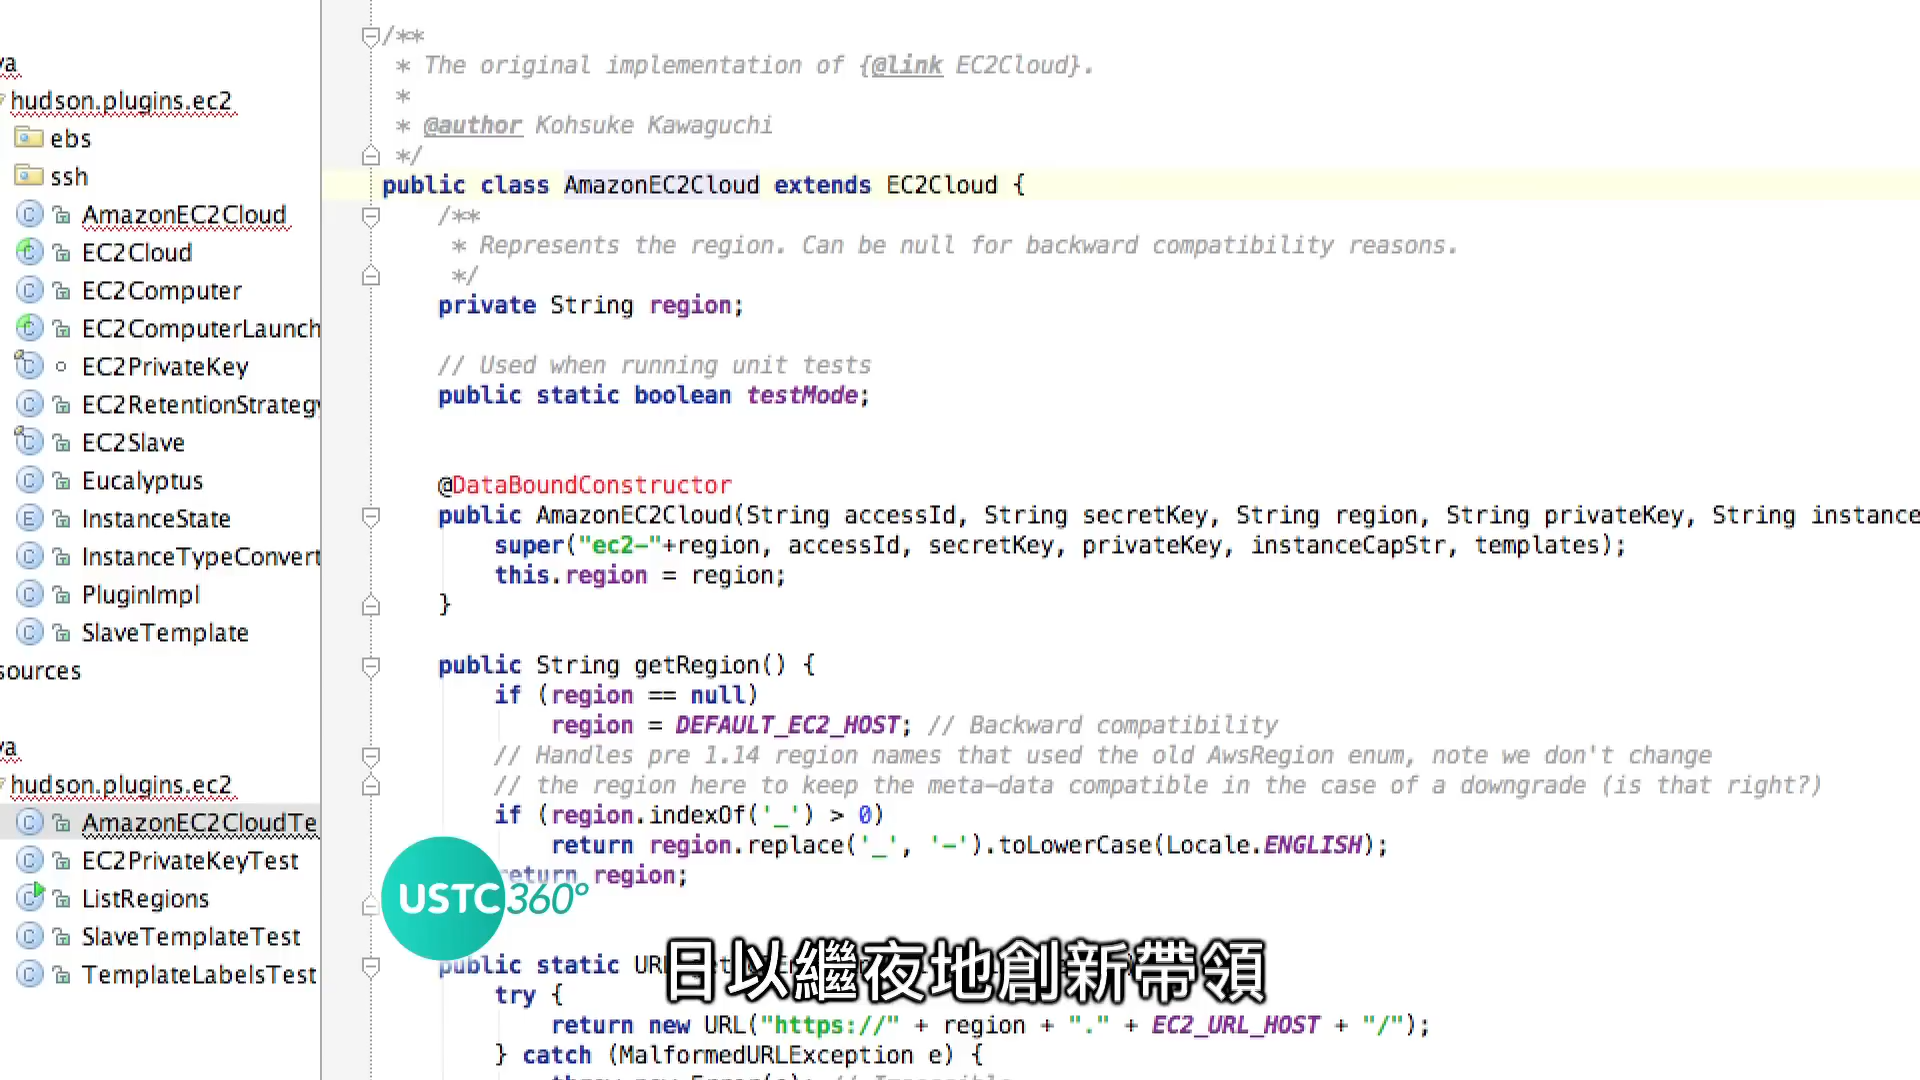 va
hudson.plugins.ec2
ebs
ssh
AmazonEC2Cloud
EC2Cloud
EC2Computer
EC2ComputerLaunch
EC2PrivateKey
EC2RetentionStrategy
EC2Slave
Eucalyptus
InstanceState
InstanceTypeConvert
PluginImpl
SlaveTemplate
sources
va
hudson.plugins.ec2
AmazonEC2CloudTe
EC2PrivateKeyTest
ListRegions
SlaveTemplateTest
TemplateLabelsTest
/**
* The original implementation of {@link EC2Cloud}.
*
* @author Kohsuke Kawaguchi
*/
public class AmazonEC2Cloud extends EC2Cloud {
/**
* Represents the region. Can be null for backward compatibility reasons.
*/
private String region;
// Used when running unit tests
public static boolean testMode;
@DataBoundConstructor
public AmazonEC2Cloud(String accessId, String secretKey, String region, String privateKey, String instance
super("ec2-"+region, accessId, secretKey, privateKey, instanceCapStr, templates);
this.region = region;
}
public String getRegion() {
if (region == null)
region = DEFAULT_EC2_HOST; // Backward compatibility
// Handles pre 1.14 region names that used the old AwsRegion enum, note we don't change
// the region here to keep the meta-data compatible in the case of a downgrade (is that right?)
if (region.indexOf('_') > 0)
return region.replace('_', '-').toLowerCase(Locale.ENGLISH);
return region;
USTC360°
public static URL
日以繼夜地創新帶領
try {
return new URL("https://" + region + "." + EC2_URL_HOST + "/");
} catch (MalformedURLException e) {